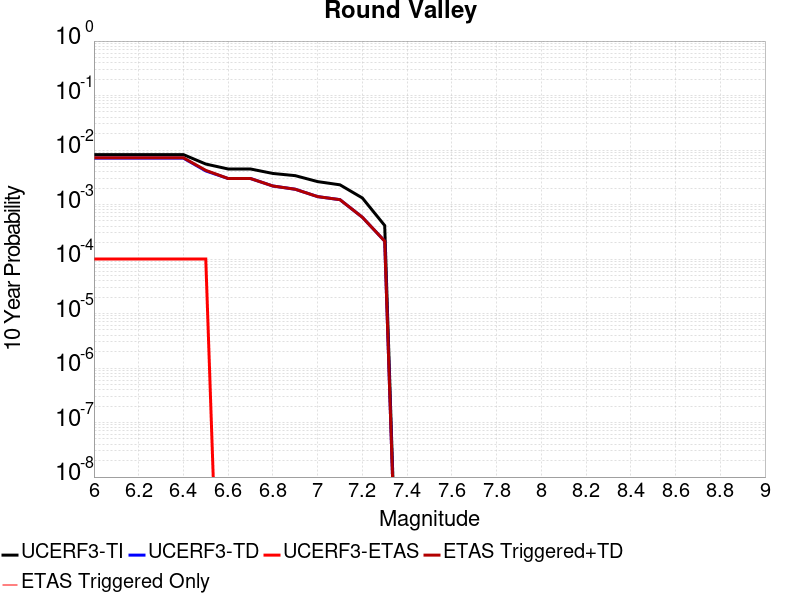 Round Valley
10 Year Probability
10^0
10^-1
10^-2
10^-3
10^-4
10^-5
10^-6
10^-7
10^-8
6 6.2 6.4 6.6 6.8 7 7.2 7.4 7.6 7.8 8 8.2 8.4 8.6 8.8 9
Magnitude
UCERF3-TI UCERF3-TD UCERF3-ETAS ETAS Triggered+TD
ETAS Triggered Only